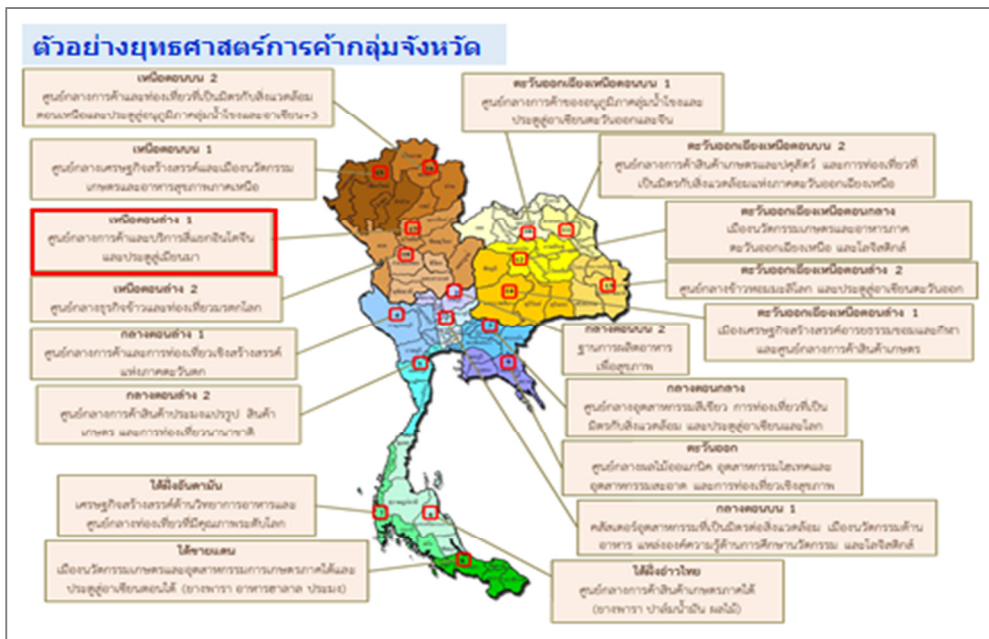 ตัวอย่างยุทธศาสตร์การค้ากลุ่มจังหวัด
เหนือตอนบน 2
ศูนย์กลางการค้าและท่องเที่ยวที่เป็นมิตรกับสิ่งแวดล้อม
ตอนเหนือและประตูสู่อนุภูมิภาคลุ่มน้ำโขงและอาเซียน+3
เหนือตอนบน 1
ศูนย์กลางเศรษฐกิจสร้างสรรค์และเมืองนวัตกรรม
เกษตรและอาหารสุขภาพภาคเหนือ
เหนือตอนล่าง 1
ศูนย์กลางการค้าและบริการสี่แยกอินโดจีน
และประตูสู่เมียนมา
เหนือตอนล่าง 2
ศูนย์กลางธุรกิจข้าวและท่องเที่ยวมรดกโลก
กลางตอนล่าง 1
ศูนย์กลางการค้าและการท่องเที่ยวเชิงสร้างสรรค์
แห่งภาคตะวันตก
กลางตอนล่าง 2
ศูนย์กลางการค้าสินค้าประมงแปรรูป สินค้า
เกษตร และการท่องเที่ยวนานาชาติ
ใต้ฝั่งอันดามัน
เศรษฐกิจสร้างสรรค์ด้านวิทยาการอาหารและ
ศูนย์กลางท่องเที่ยวที่มีคุณภาพระดับโลก
ใต้ชายแดน
เมืองนวัตกรรมเกษตรและอุตสาหกรรมการเกษตรภาคใต้และ
ประตูสู่อาเซียนตอนใต้ (ยางพารา อาหารฮาลาล ประมง)
ตะวันออกเฉียงเหนือตอนบน 1
ศูนย์กลางการค้าของอนุภูมิภาคลุ่มน้ำโขงและ
ประตูสู่อาเซียนตะวันออกและจีน
ตะวันออกเฉียงเหนือตอนบน 2
ศูนย์กลางการค้าสินค้าเกษตรและปศุสัตว์ และการท่องเที่ยวที่
เป็นมิตรกับสิ่งแวดล้อมแห่งภาคตะวันออกเฉียงเหนือ
ตะวันออกเฉียงเหนือตอนกลาง
เมืองนวัตกรรมเกษตรและอาหารภาค
ตะวันออกเฉียงเหนือ และโลจิสติกส์
ตะวันออกเฉียงเหนือตอนล่าง 2
ศูนย์กลางข้าวหอมมะลิโลก และประตูสู่อาเซียนตะวันออก
ตะวันออกเฉียงเหนือตอนล่าง 1
เมืองเศรษฐกิจสร้างสรรค์อารยธรรมขอมและกีฬา
และศูนย์กลางการค้าสินค้าเกษตร
กลางตอนบน 2
ฐานการผลิตอาหาร
เพื่อสุขภาพ
กลางตอนกลาง
ศูนย์กลางอุตสาหกรรมสีเขียว การท่องเที่ยวที่เป็น
มิตรกับสิ่งแวดล้อม และประตูสู่อาเซียนและโลก
ตะวันออก
ศูนย์กลางผลไม้ออแกนิค อุตสาหกรรมไฮเทคและ
อุตสาหกรรมสะอาด และการท่องเที่ยวเชิงสุขภาพ
กลางตอนบน 1
คลัสเตอร์อุตสาหกรรมที่เป็นมิตรต่อสิ่งแวดล้อม เมืองนวัตกรรมด้าน
อาหาร แหล่งองค์ความรู้ด้านการศึกษานวัตกรรม และโลจิสติกส์
ใต้ฝั่งอ่าวไทย
ศูนย์กลางการค้าสินค้าเกษตรภาคใต้
(ยางพารา ปาล์มน้ำมัน ผลไม้)